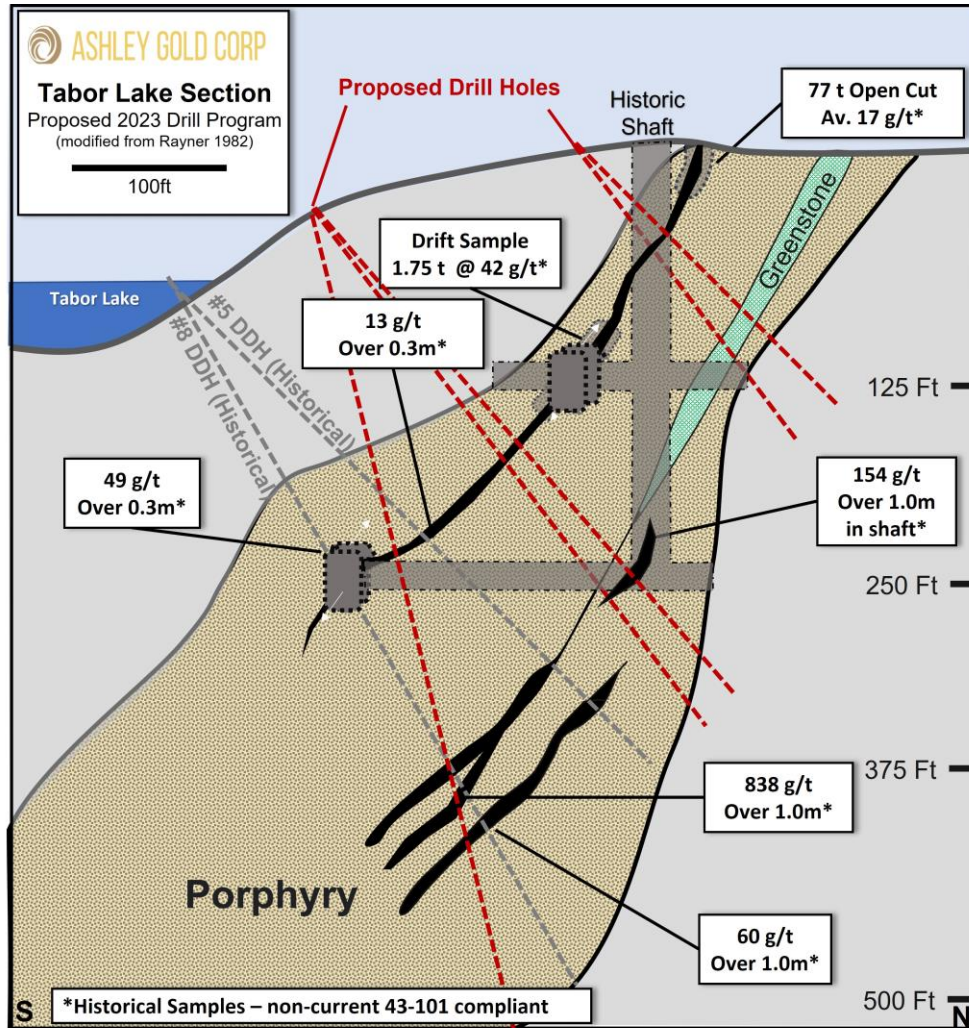 ASHLEY GOLD CORP
Tabor Lake Section
Proposed 2023 Drill Program
(modified from Rayner 1982)
100ft
Proposed Drill Holes
Historic
Shaft
77 t Open Cut
Av. 17 g/t*
Greenstone
Drift Sample
1.75 t @ 42 g/t*
Tabor Lake
13 g/t
Over 0.3m*
#5 DDH (Historical)
#8 DDH (Historical)
125 Ft
49 g/t
Over 0.3m*
154 g/t
Over 1.0m
in shaft*
250 Ft
375 Ft
838 g/t
Over 1.0m*
Porphyry
60 g/t
Over 1.0m*
500 Ft
S
*Historical Samples – non-current 43-101 compliant
N